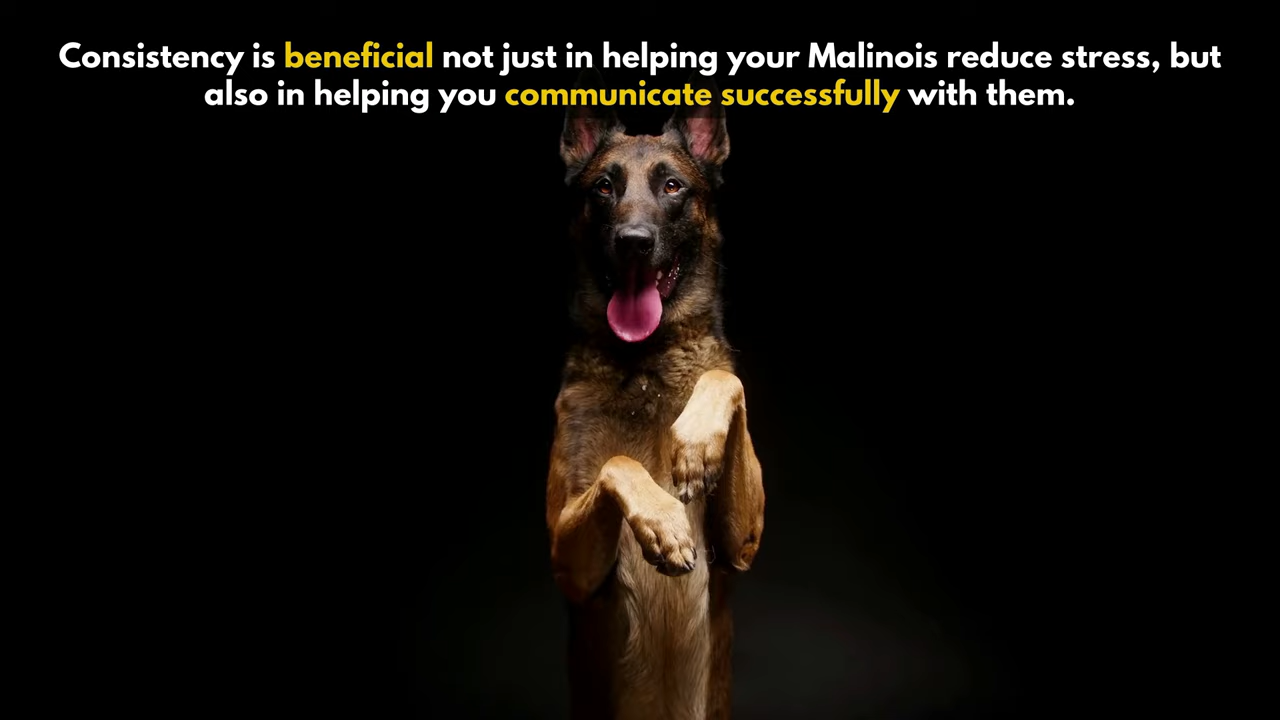 Consistency is beneficial not just in helping your Malinois reduce stress, but
also in helping you communicate successfully with them.